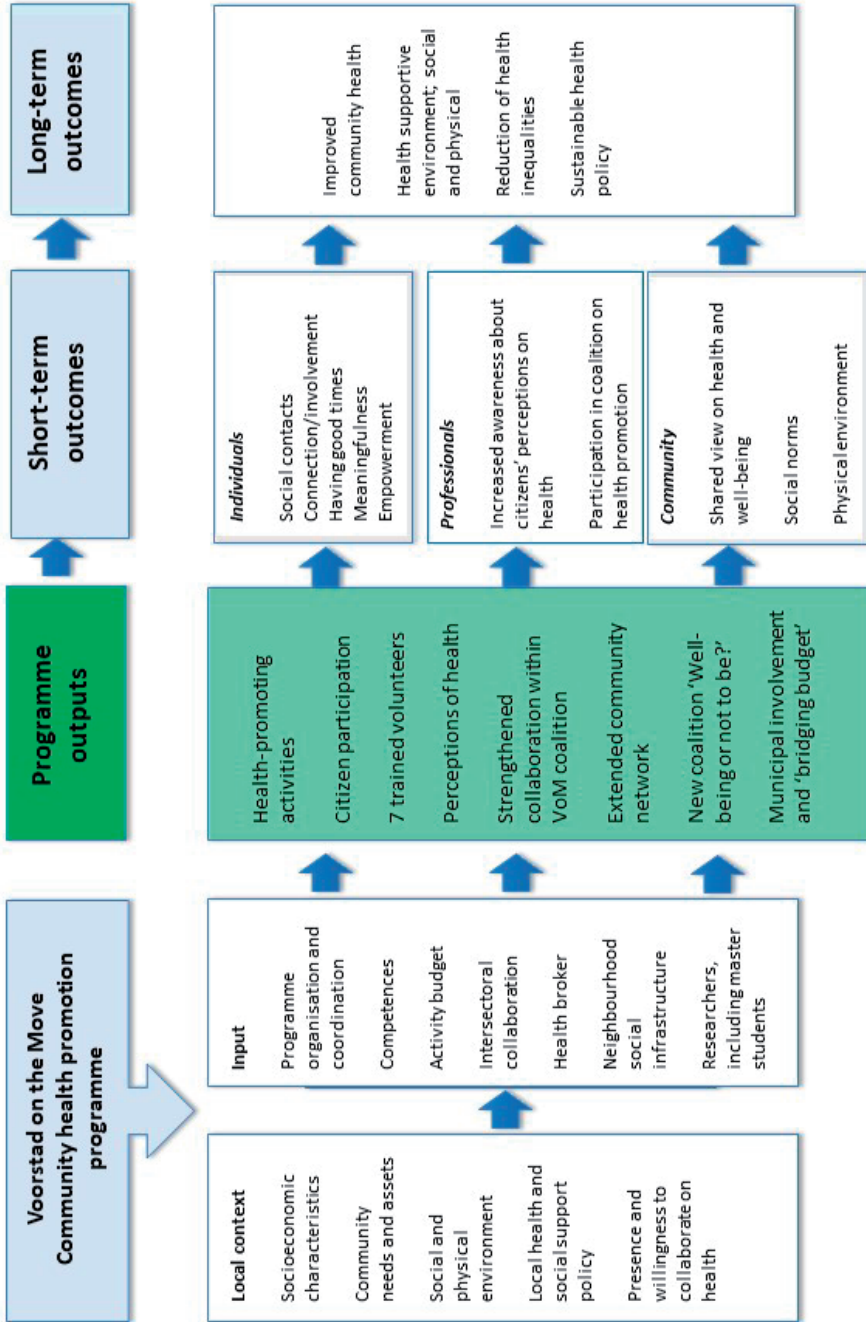 Voorstad on the Move
Community health promotion
programme
Programme
outputs
Short-term
outcomes
Long-term
outcomes
Local context
Socioeconomic
characteristics
Community
needs and assets
Social and
physical
environment
Local health and
social support
policy
Presence and
willingness to
collaborate on
health
Input
Programme
organisation and
coordination
Competences
Activity budget
Intersectoral
collaboration
Health broker
Neighbourhood
social
infrastructure
Researchers,
including master
students
Health-promoting
activities
Citizen participation
7 trained volunteers
Perceptions of health
Strengthened
collaboration within
VoM coalition
Extended community
network
New coalition ‘Well-
being or not to be?’
Municipal involvement
and ‘bridging budget’
Individuals
Social contacts
Connection/involvement
Having good times
Meaningfulness
Empowerment
Professionals
Increased awareness about
citizens’ perceptions on
health
Participation in coalition on
health promotion
Community
Shared view on health and
well-being
Social norms
Physical environment
Improved
community health
Health supportive
environment; social
and physical
Reduction of health
inequalities
Sustainable health
policy